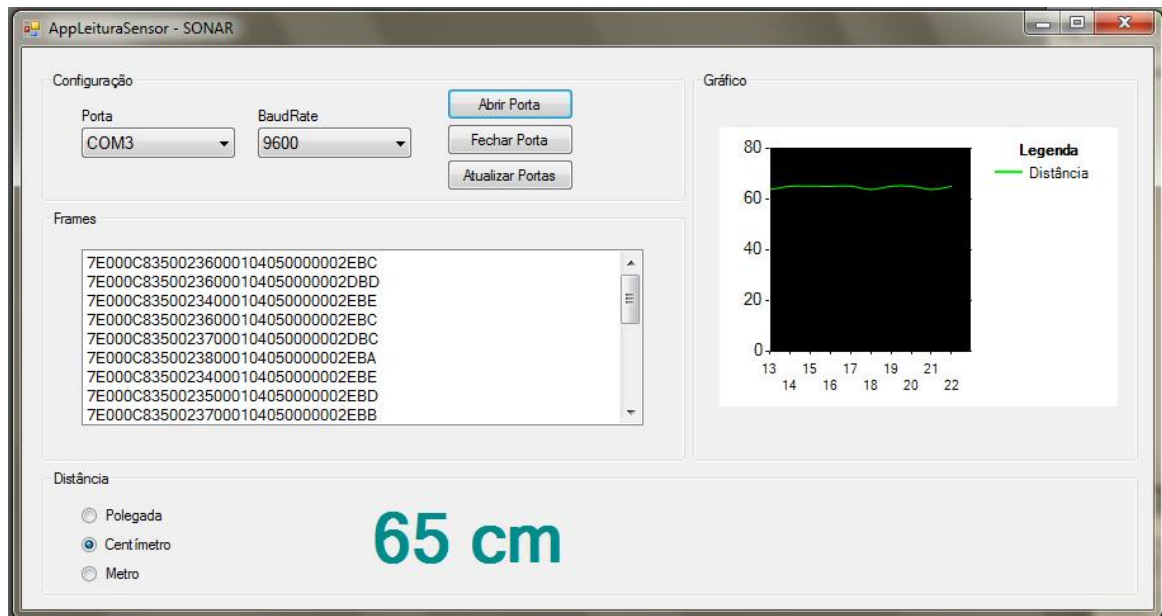 AppLeituraSensor - SONAR
Configuração
Porta
BaudRate
COM3
9600
Abrir Porta
Fechar Porta
Atualizar Portas
Frames
7E000C83500236000104050000002EBC
7E000C83500236000104050000002DBD
7E000C83500234000104050000002EBE
7E000C83500236000104050000002EBC
7E000C83500237000104050000002DBC
7E000C83500238000104050000002EBA
7E000C83500234000104050000002EBE
7E000C83500235000104050000002EBD
7E000C83500237000104050000002EBB
Gráfico
80
60
40
20
0
13 15 17 19 21
14 16 18 20 22
Legenda
Distância
Distância
Polegada
Centímetro
Metro
65 cm